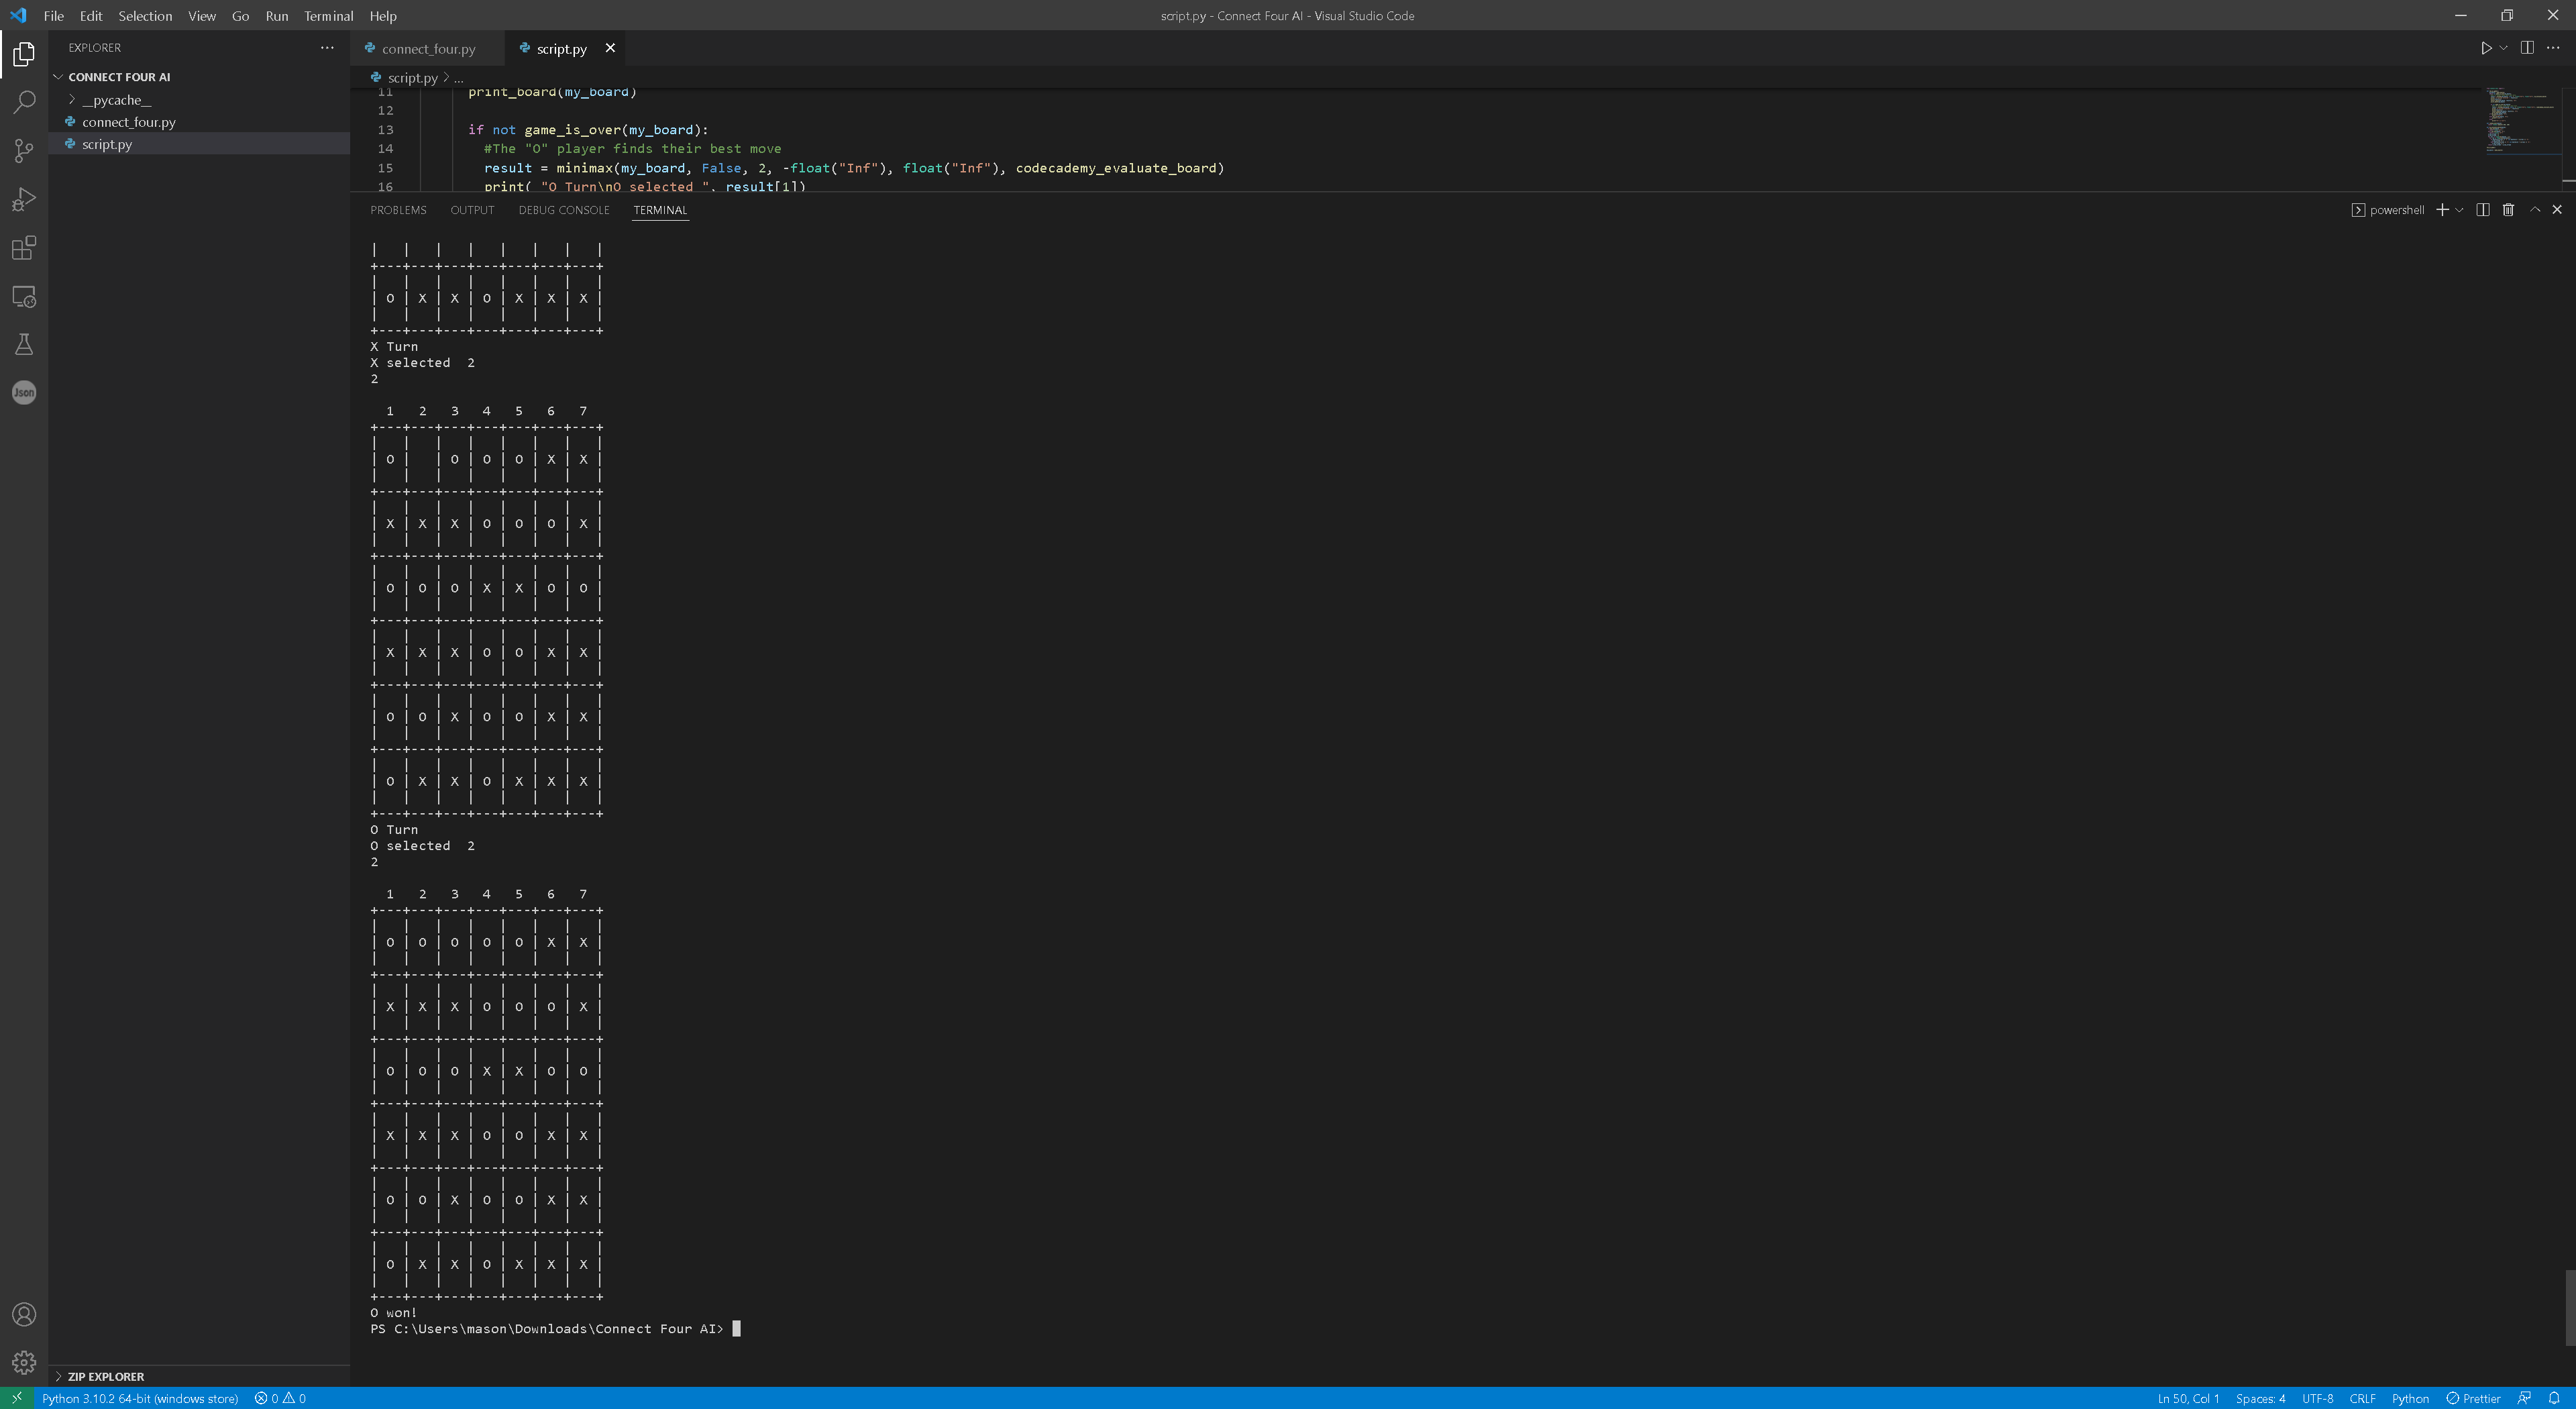 File Edit Selection View Go Run Terminal Help
script.py - Connect Four AI - Visual Studio Code
EXPLORER
CONNECT FOUR AI
__pycache__
connect_four.py
script.py
ZIP EXPLORER
connect_four.py script.py
script.py > ...
11 print_board(my_board)
12
13 if not game_is_over(my_board):
14 #The "O" player finds their best move
15 result = minimax(my_board, False, 2, -float("Inf"), float("Inf"), codecademy_evaluate_board)
16 print( "O Turn\nO selected ", result[1])
PROBLEMS OUTPUT DEBUG CONSOLE TERMINAL
powershell
Json
|   |   |   |   |   |   |   |
+---+---+---+---+---+---+---+
|   |   |   |   |   |   |   |
| O | X | X | O | X | X | X |
|   |   |   |   |   |   |   |
+---+---+---+---+---+---+---+
X Turn
X selected  2
2
  1   2   3   4   5   6   7
+---+---+---+---+---+---+---+
|   |   |   |   |   |   |   |
| O |   | O | O | O | X | X |
|   |   |   |   |   |   |   |
+---+---+---+---+---+---+---+
|   |   |   |   |   |   |   |
| X | X | X | O | O | O | X |
|   |   |   |   |   |   |   |
+---+---+---+---+---+---+---+
|   |   |   |   |   |   |   |
| O | O | O | X | X | O | O |
|   |   |   |   |   |   |   |
+---+---+---+---+---+---+---+
|   |   |   |   |   |   |   |
| X | X | X | O | O | X | X |
|   |   |   |   |   |   |   |
+---+---+---+---+---+---+---+
|   |   |   |   |   |   |   |
| O | O | X | O | O | X | X |
|   |   |   |   |   |   |   |
+---+---+---+---+---+---+---+
|   |   |   |   |   |   |   |
| O | X | X | O | X | X | X |
|   |   |   |   |   |   |   |
+---+---+---+---+---+---+---+
O Turn
O selected  2
2
  1   2   3   4   5   6   7
+---+---+---+---+---+---+---+
|   |   |   |   |   |   |   |
| O | O | O | O | O | X | X |
|   |   |   |   |   |   |   |
+---+---+---+---+---+---+---+
|   |   |   |   |   |   |   |
| X | X | X | O | O | O | X |
|   |   |   |   |   |   |   |
+---+---+---+---+---+---+---+
|   |   |   |   |   |   |   |
| O | O | O | X | X | O | O |
|   |   |   |   |   |   |   |
+---+---+---+---+---+---+---+
|   |   |   |   |   |   |   |
| X | X | X | O | O | X | X |
|   |   |   |   |   |   |   |
+---+---+---+---+---+---+---+
|   |   |   |   |   |   |   |
| O | O | X | O | O | X | X |
|   |   |   |   |   |   |   |
+---+---+---+---+---+---+---+
|   |   |   |   |   |   |   |
| O | X | X | O | X | X | X |
|   |   |   |   |   |   |   |
+---+---+---+---+---+---+---+
O won!
PS C:\Users\mason\Downloads\Connect Four AI>
Python 3.10.2 64-bit (windows store) 0 0
Ln 50, Col 1 Spaces: 4 UTF-8 CRLF Python Prettier